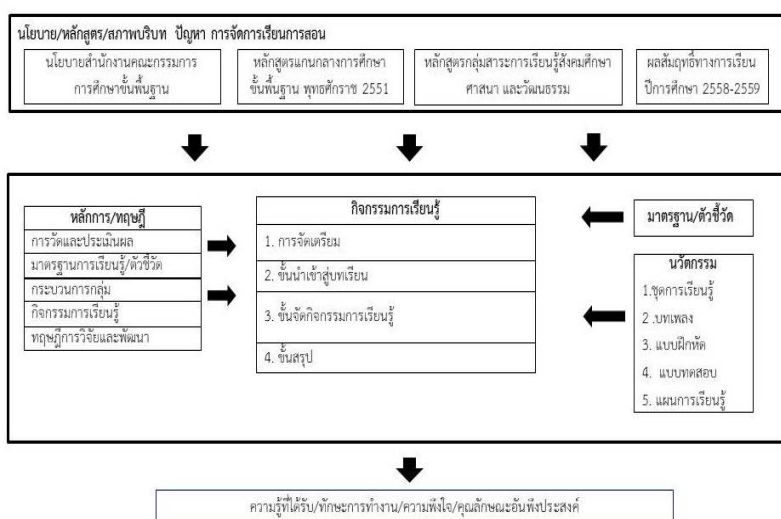 นโยบาย/หลักสูตร/สภาพบริบท ปัญหา การจัดการเรียนการสอน
นโยบายสำนักงานคณะกรรมการ
การศึกษาขั้นพื้นฐาน
หลักสูตรแกนกลางการศึกษา
ขั้นพื้นฐาน พุทธศักราช 2551
หลักสูตรกลุ่มสาระการเรียนรู้สังคมศึกษา
ศาสนา และวัฒนธรรม
ผลสัมฤทธิ์ทางการเรียน
ปีการศึกษา 2558-2559
หลักการ/ทฤษฎี
การวัดและประเมินผล
มาตรฐานการเรียนรู้/ตัวชี้วัด
กระบวนการกลุ่ม
กิจกรรมการเรียนรู้
ทฤษฎีการวิจัยและพัฒนา
กิจกรรมการเรียนรู้
1. การจัดเตรียม
2. ขั้นนำเข้าสู่บทเรียน
3. ขั้นจัดกิจกรรมการเรียนรู้
4. ขั้นสรุป
มาตรฐาน/ตัวชี้วัด
นวัตกรรม
1.ชุดการเรียนรู้
2 .บทเพลง
3. แบบฝึกหัด
4. แบบทดสอบ
5. แผนการเรียนรู้
ความรู้ที่ได้รับ/ทักษะการทำงาน/ความพึงใจ/คุณลักษณะอันพึงประสงค์